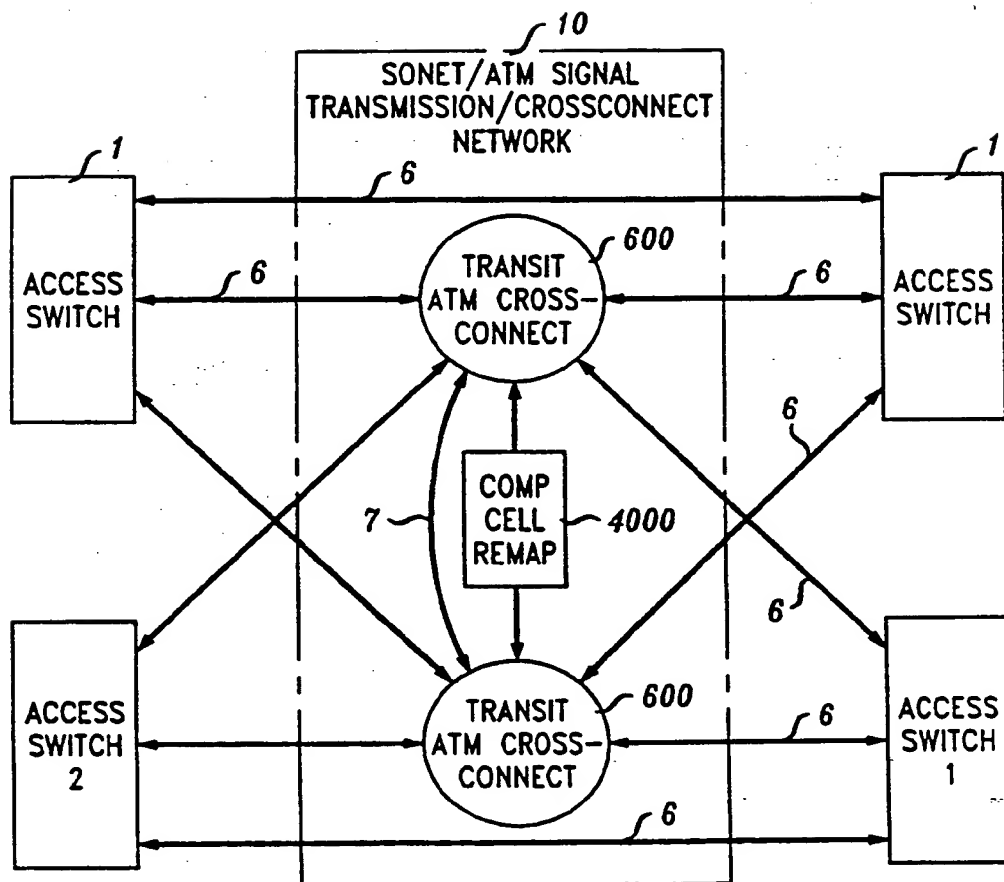 10
SONET/ATM SIGNAL
TRANSMISSION/CROSSCONNECT
NETWORK
1
1
6
ACCESS
SWITCH
6
TRANSIT
ATM CROSS-
CONNECT
600
6
ACCESS
SWITCH
6
7
COMP
CELL
REMAP
4000
6
ACCESS
SWITCH
2
TRANSIT
ATM CROSS-
CONNECT
600
6
ACCESS
SWITCH
1
6